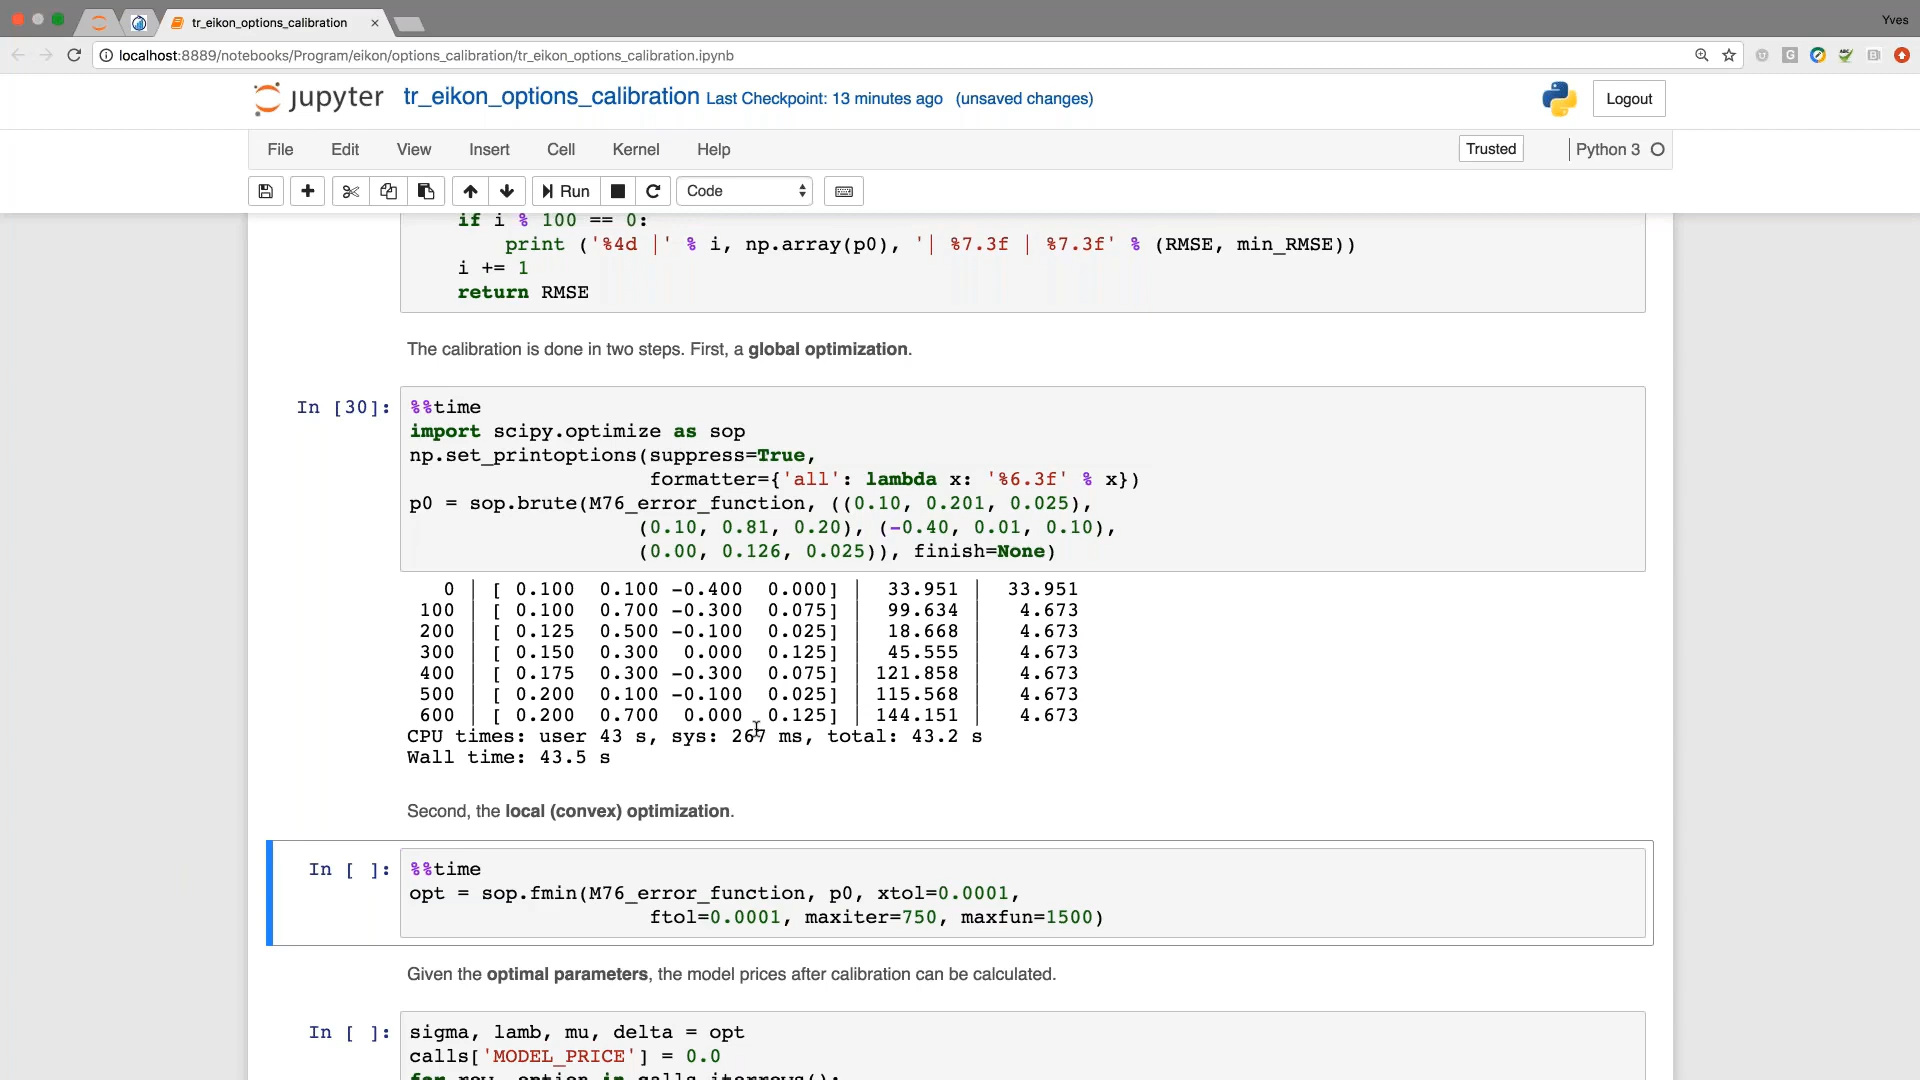 tr_eikon_options_calibration
Yves
localhost:8889/notebooks/Program/eikon/options_calibration/tr_eikon_options_calibration.ipynb
jupyter tr_eikon_options_calibration Last Checkpoint: 13 minutes ago (unsaved changes)
Logout
File Edit View Insert Cell Kernel Help
Trusted
Python 3
Run
Code
if i % 100 == 0:
print ('%4d |' % i, np.array(p0), '| %7.3f | %7.3f' % (RMSE, min_RMSE))
i += 1
return RMSE
The calibration is done in two steps. First, a global optimization.
In [30]:
%%time
import scipy.optimize as sop
np.set_printoptions(suppress=True,
formatter={'all': lambda x: '%6.3f' % x})
p0 = sop.brute(M76_error_function, ((0.10, 0.201, 0.025),
(0.10, 0.81, 0.20), (-0.40, 0.01, 0.10),
(0.00, 0.126, 0.025)), finish=None)
0 | [ 0.100 0.100 -0.400 0.000] | 33.951 | 33.951
100 | [ 0.100 0.700 -0.300 0.075] | 99.634 | 4.673
200 | [ 0.125 0.500 -0.100 0.025] | 18.668 | 4.673
300 | [ 0.150 0.300 0.000 0.125] | 45.555 | 4.673
400 | [ 0.175 0.300 -0.300 0.075] | 121.858 | 4.673
500 | [ 0.200 0.100 -0.100 0.025] | 115.568 | 4.673
600 | [ 0.200 0.700 0.000 0.125] | 144.151 | 4.673
CPU times: user 43 s, sys: 267 ms, total: 43.2 s
Wall time: 43.5 s
Second, the local (convex) optimization.
In [ ]:
%%time
opt = sop.fmin(M76_error_function, p0, xtol=0.0001,
ftol=0.0001, maxiter=750, maxfun=1500)
Given the optimal parameters, the model prices after calibration can be calculated.
In [ ]:
sigma, lamb, mu, delta = opt
calls['MODEL_PRICE'] = 0.0
for row, option in calls.iterrows():